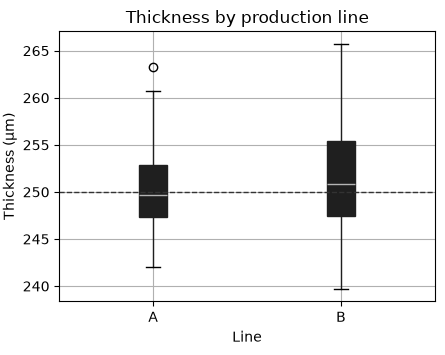 Thickness by production line
265
260
255
250
245
240
Thickness (µm)
A
B
Line